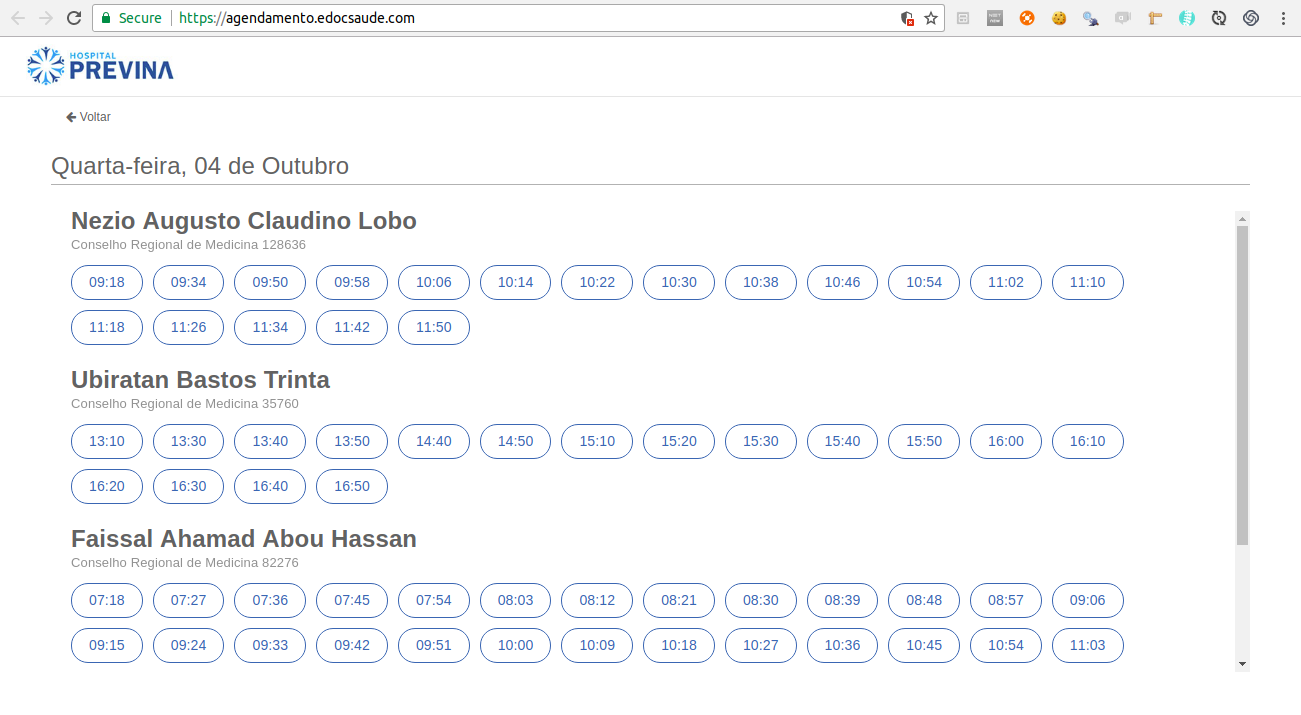 Secure https://agendamento.edocsaude.com
HOSPITAL
PREVINA
Voltar
Quarta-feira, 04 de Outubro
Nezio Augusto Claudino Lobo
Conselho Regional de Medicina 128636
09:18 09:34 09:50 09:58 10:06 10:14 10:22 10:30 10:38 10:46 10:54 11:02 11:10
11:18 11:26 11:34 11:42 11:50
Ubiratan Bastos Trinta
Conselho Regional de Medicina 35760
13:10 13:30 13:40 13:50 14:40 14:50 15:10 15:20 15:30 15:40 15:50 16:00 16:10
16:20 16:30 16:40 16:50
Faissal Ahamad Abou Hassan
Conselho Regional de Medicina 82276
07:18 07:27 07:36 07:45 07:54 08:03 08:12 08:21 08:30 08:39 08:48 08:57 09:06
09:15 09:24 09:33 09:42 09:51 10:00 10:09 10:18 10:27 10:36 10:45 10:54 11:03